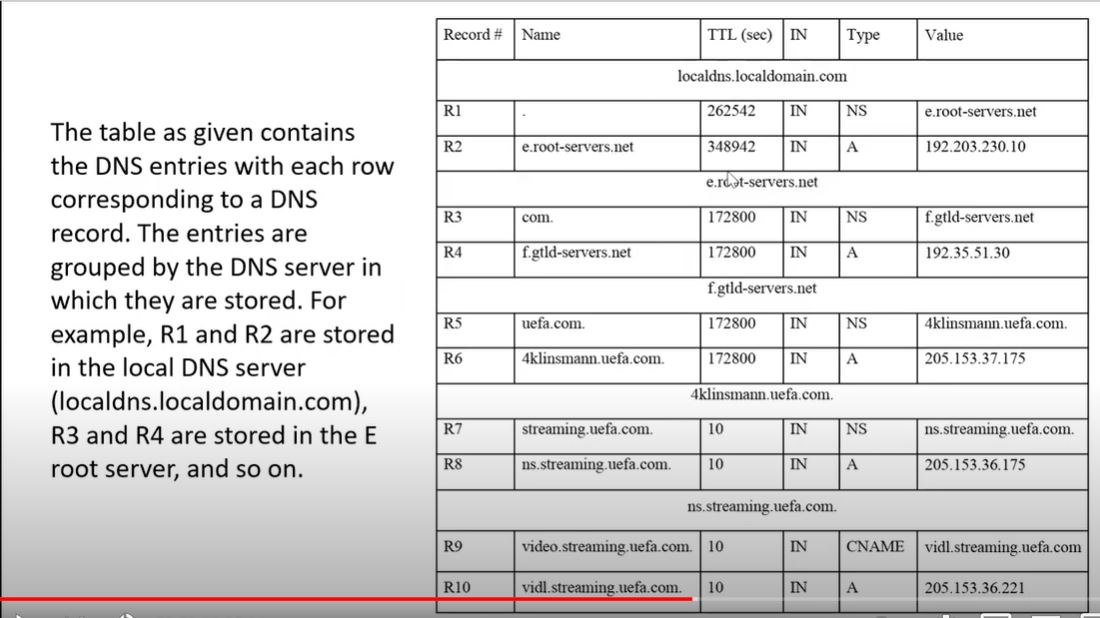 The table as given contains
the DNS entries with each row
corresponding to a DNS
record. The entries are
grouped by the DNS server in
which they are stored. For
example, R1 and R2 are stored
in the local DNS server
(localdns.localdomain.com),
R3 and R4 are stored in the E
root server, and so on.
Record # Name TTL (sec) IN Type Value
localdns.localdomain.com
R1 . 262542 IN NS e.root-servers.net
R2 e.root-servers.net 348942 IN A 192.203.230.10
e.root-servers.net
R3 com. 172800 IN NS f.gtld-servers.net
R4 f.gtld-servers.net 172800 IN A 192.35.51.30
f.gtld-servers.net
R5 uefa.com. 172800 IN NS 4klinsmann.uefa.com.
R6 4klinsmann.uefa.com. 172800 IN A 205.153.37.175
4klinsmann.uefa.com.
R7 streaming.uefa.com. 10 IN NS ns.streaming.uefa.com.
R8 ns.streaming.uefa.com. 10 IN A 205.153.36.175
ns.streaming.uefa.com.
R9 video.streaming.uefa.com. 10 IN CNAME vidl.streaming.uefa.com
R10 vidl.streaming.uefa.com. 10 IN A 205.153.36.221